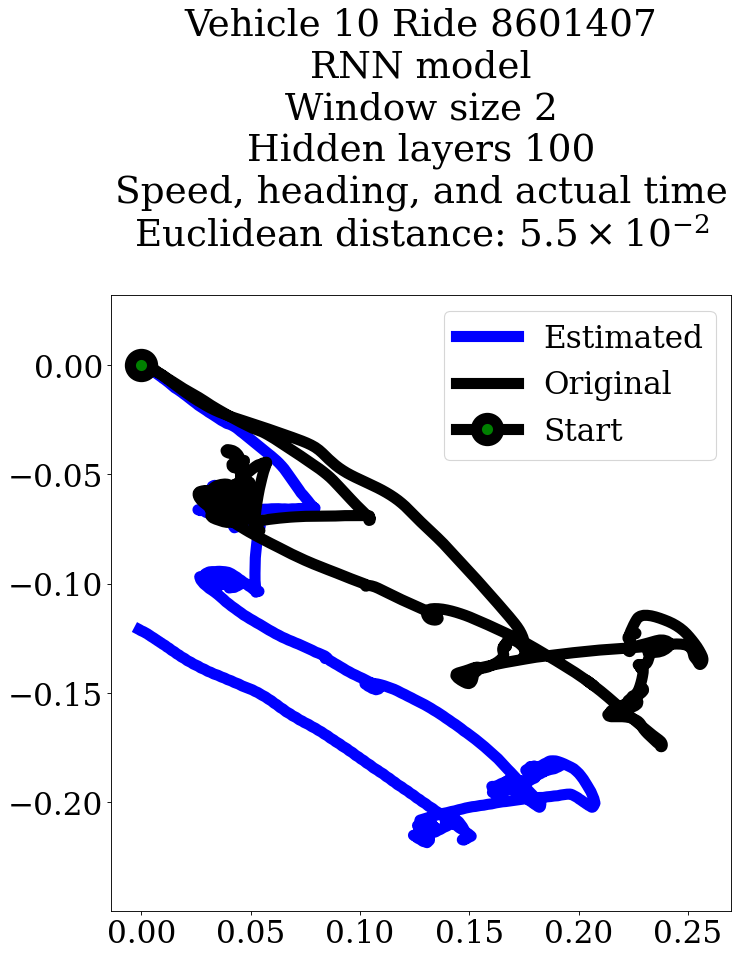 Vehicle 10 Ride 8601407
RNN model
Window size 2
Hidden layers 100
Speed, heading, and actual time
Euclidean distance: 5.5 × 10⁻²
Estimated
Original
Start
0.00
−0.05
−0.10
−0.15
−0.20
0.00 0.05 0.10 0.15 0.20 0.25